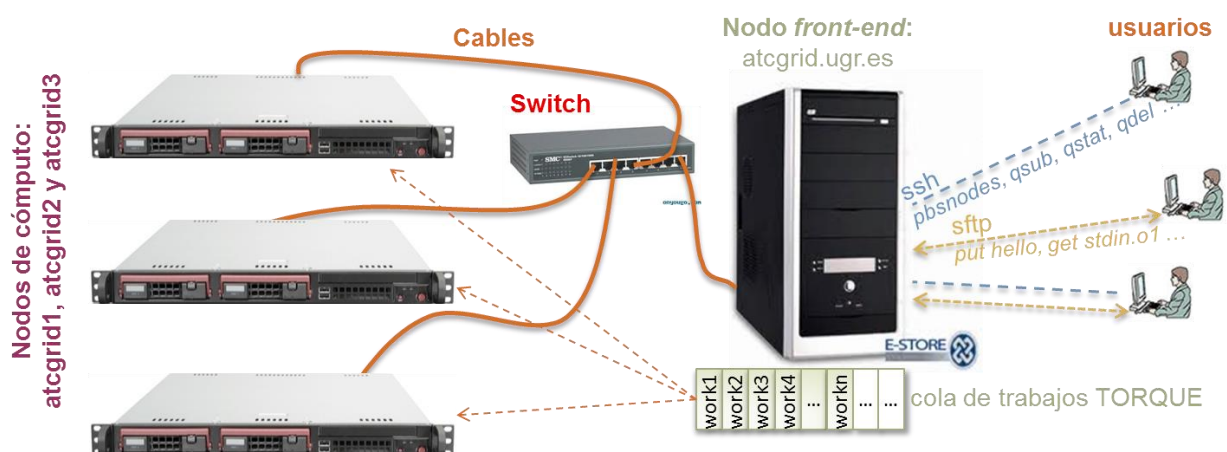 Nodos de cómputo:
atcgrid1, atcgrid2 y atcgrid3
Cables
Switch
SMC
Nodo front-end:
atcgrid.ugr.es
usuarios
ssh
pbsnodes, qsub, qstat, qdel ...
sftp
put hello, get stdin.o1 ...
E-STORE
work1
work2
work3
work4
...
workn
...
...
cola de trabajos TORQUE